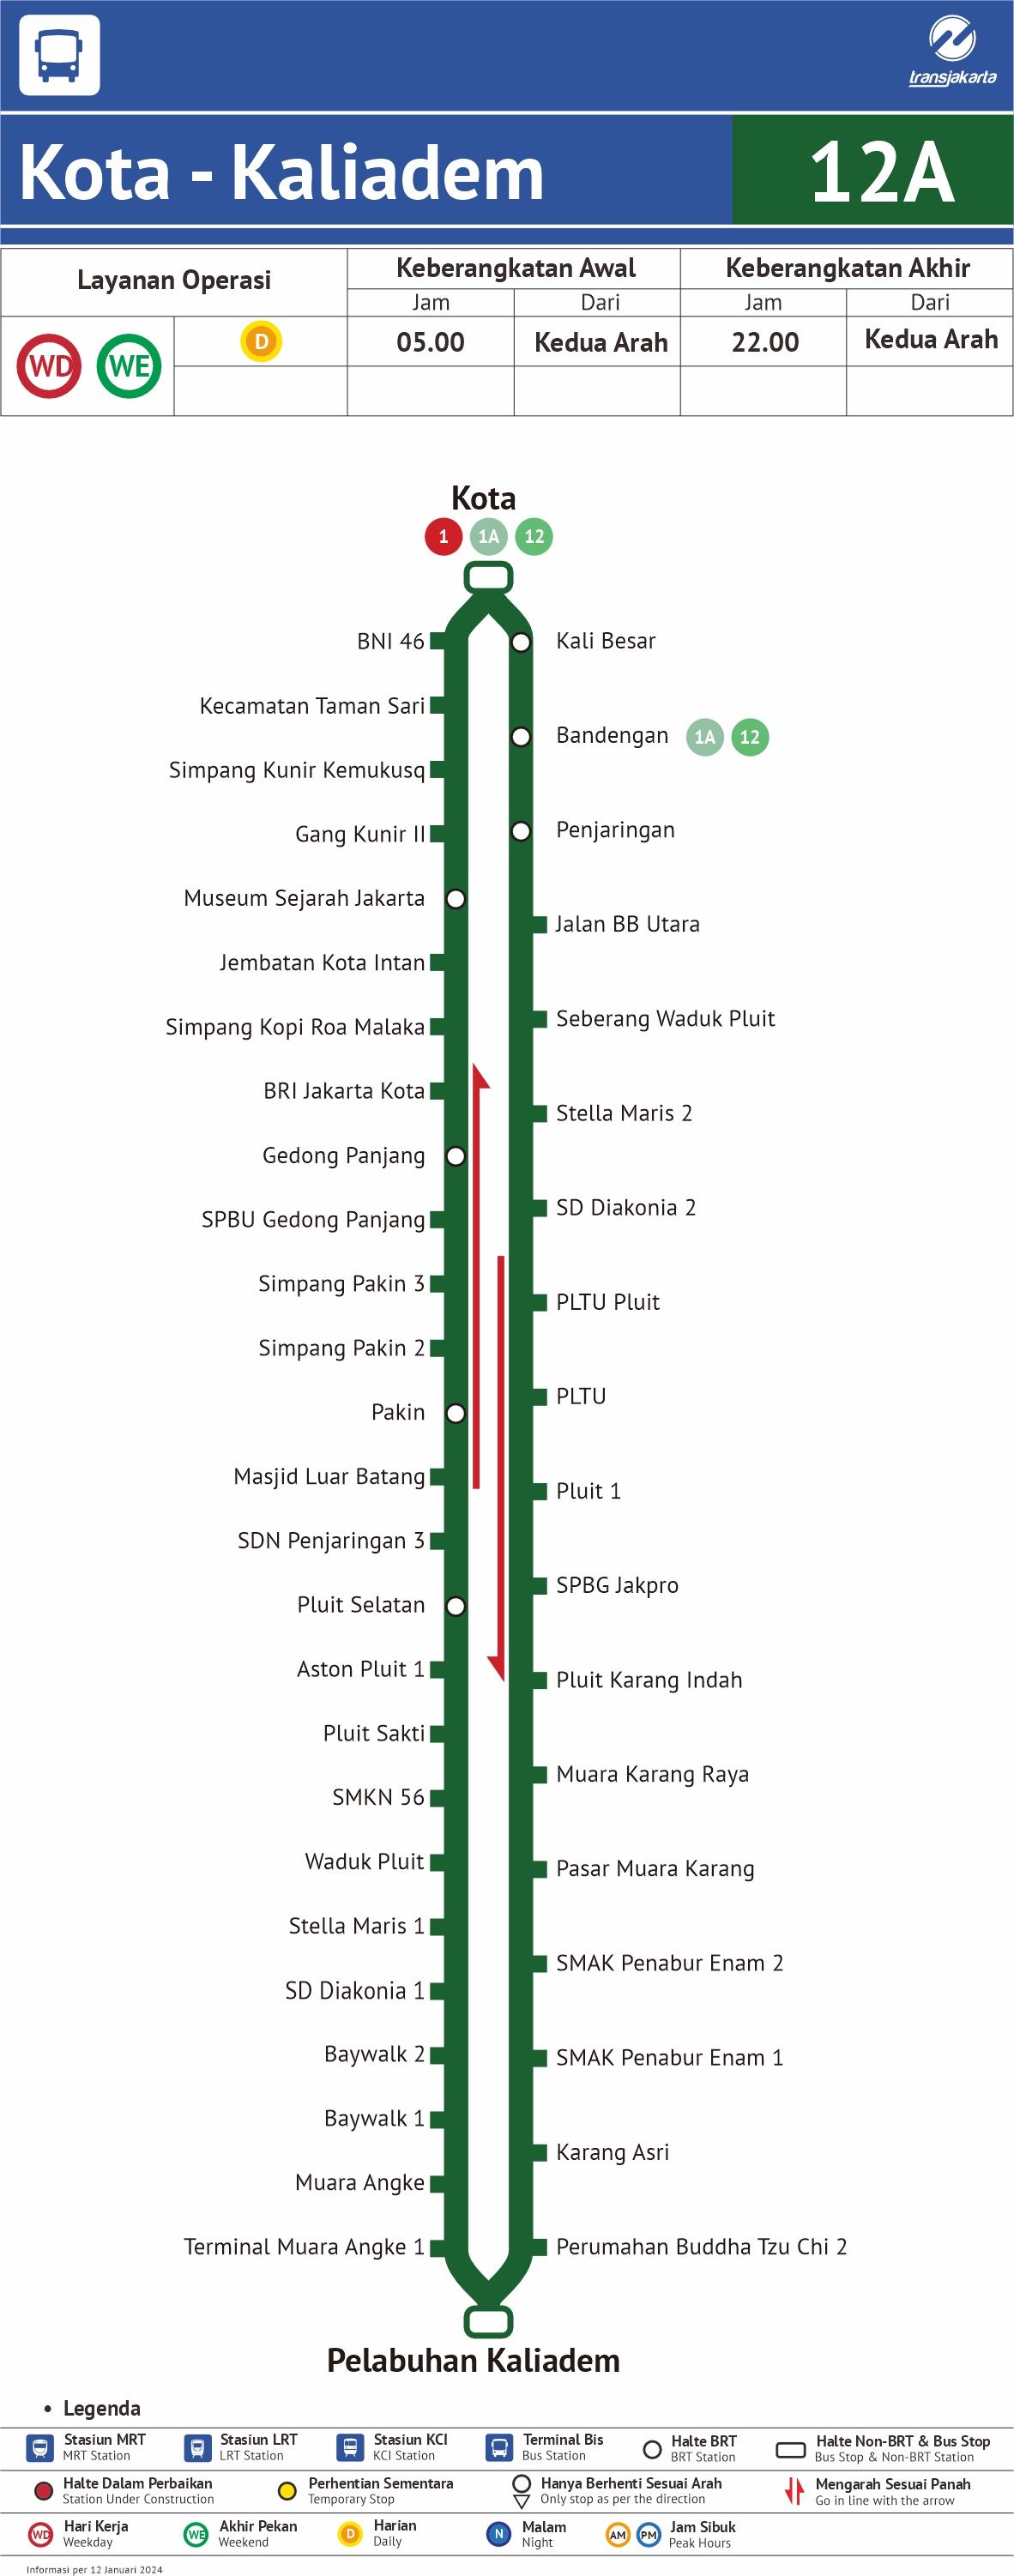 transjakarta
Kota - Kaliadem
12A
Layanan Operasi
Keberangkatan Awal
Keberangkatan Akhir
Jam
Dari
Jam
Dari
WD
WE
D
05.00
Kedua Arah
22.00
Kedua Arah
Kota
1
1A
12
BNI 46
Kecamatan Taman Sari
Simpang Kunir Kemukusq
Gang Kunir II
Museum Sejarah Jakarta
Jembatan Kota Intan
Simpang Kopi Roa Malaka
BRI Jakarta Kota
Gedong Panjang
SPBU Gedong Panjang
Simpang Pakin 3
Simpang Pakin 2
Pakin
Masjid Luar Batang
SDN Penjaringan 3
Pluit Selatan
Aston Pluit 1
Pluit Sakti
SMKN 56
Waduk Pluit
Stella Maris 1
SD Diakonia 1
Baywalk 2
Baywalk 1
Muara Angke
Terminal Muara Angke 1
Kali Besar
Bandengan
1A
12
Penjaringan
Jalan BB Utara
Seberang Waduk Pluit
Stella Maris 2
SD Diakonia 2
PLTU Pluit
PLTU
Pluit 1
SPBG Jakpro
Pluit Karang Indah
Muara Karang Raya
Pasar Muara Karang
SMAK Penabur Enam 2
SMAK Penabur Enam 1
Karang Asri
Perumahan Buddha Tzu Chi 2
Pelabuhan Kaliadem
• Legenda
Stasiun MRT
MRT Station
Stasiun LRT
LRT Station
Stasiun KCI
KCI Station
Terminal Bis
Bus Station
Halte BRT
BRT Station
Halte Non-BRT & Bus Stop
Bus Stop & Non-BRT Station
Halte Dalam Perbaikan
Station Under Construction
Perhentian Sementara
Temporary Stop
Hanya Berhenti Sesuai Arah
Only stop as per the direction
Mengarah Sesuai Panah
Go in line with the arrow
WD
Hari Kerja
Weekday
WE
Akhir Pekan
Weekend
D
Harian
Daily
N
Malam
Night
AM
PM
Jam Sibuk
Peak Hours
Informasi per 12 Januari 2024